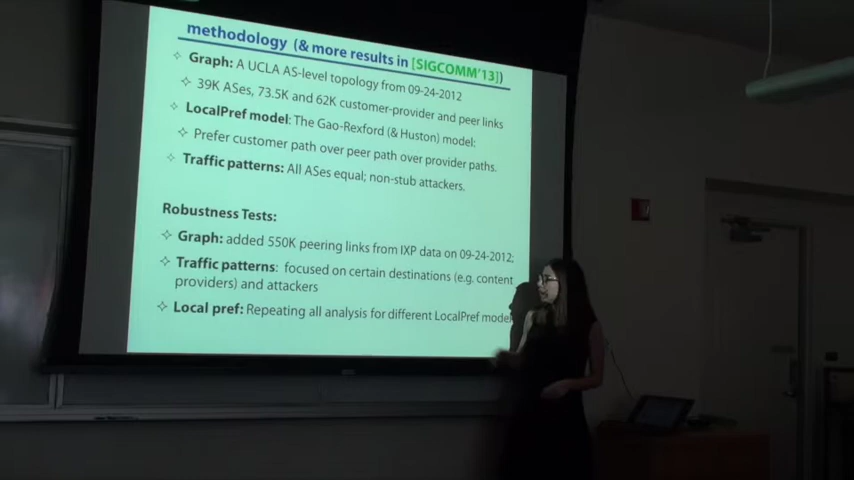 methodology (& more results in [SIGCOMM'13])
Graph: A UCLA AS-level topology from 09-24-2012
39K ASes, 73.5K and 62K customer-provider and peer links
LocalPref model: The Gao-Rexford (& Huston) model:
Prefer customer path over peer path over provider paths.
Traffic patterns: All ASes equal; non-stub attackers.
Robustness Tests:
Graph: added 550K peering links from IXP data on 09-24-2012;
Traffic patterns: focused on certain destinations (e.g. content
providers) and attackers
Local pref: Repeating all analysis for different LocalPref model